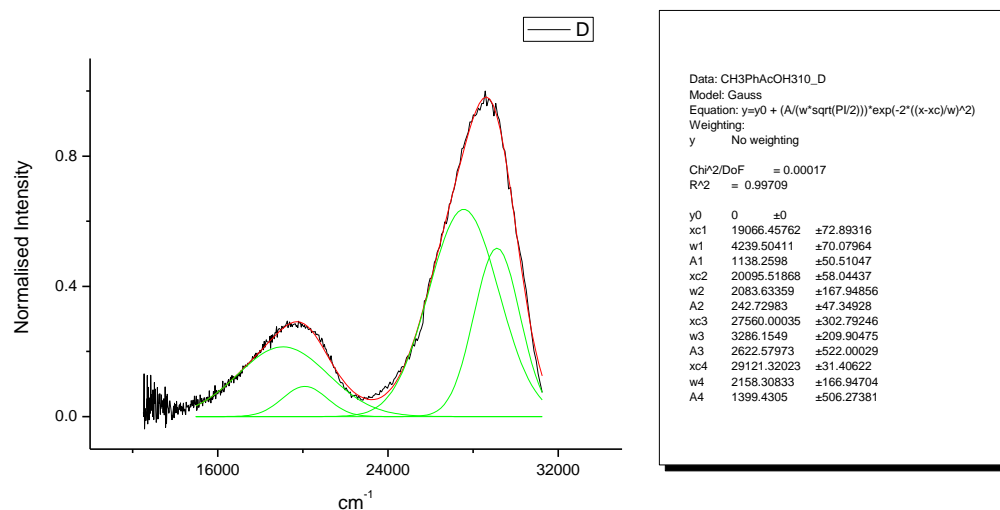 D
Normalised Intensity
0.8
0.4
0.0
16000 24000 32000
cm-1
Data: CH3PhAcOH310_D
Model: Gauss
Equation: y=y0 + (A/(w*sqrt(PI/2)))*exp(-2*((x-xc)/w)^2)
Weighting:
y No weighting
Chi^2/DoF = 0.00017
R^2 = 0.99709
y0 0 ±0
xc1 19066.45762 ±72.89316
w1 4239.50411 ±70.07964
A1 1138.2598 ±50.51047
xc2 20095.51868 ±58.04437
w2 2083.63359 ±167.94856
A2 242.72983 ±47.34928
xc3 27560.00035 ±302.79246
w3 3286.1549 ±209.90475
A3 2622.57973 ±522.00029
xc4 29121.32023 ±31.40622
w4 2158.30833 ±166.94704
A4 1399.4305 ±506.27381